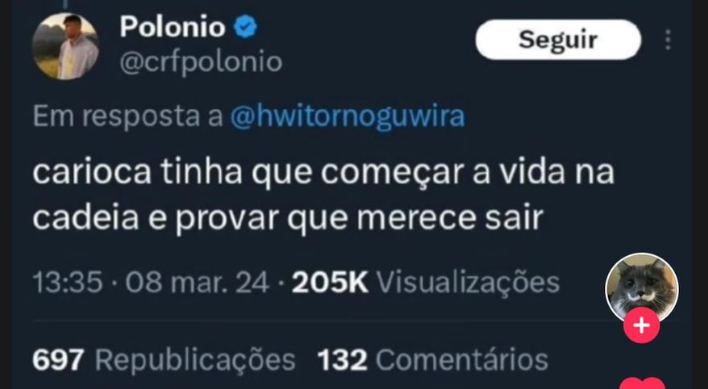 Polonio
Seguir
@crfpolonio
Em resposta a @hwitornoguwira
carioca tinha que começar a vida na
cadeia e provar que merece sair
13:35 · 08 mar. 24 · 205K Visualizações
697 Republicações 132 Comentários